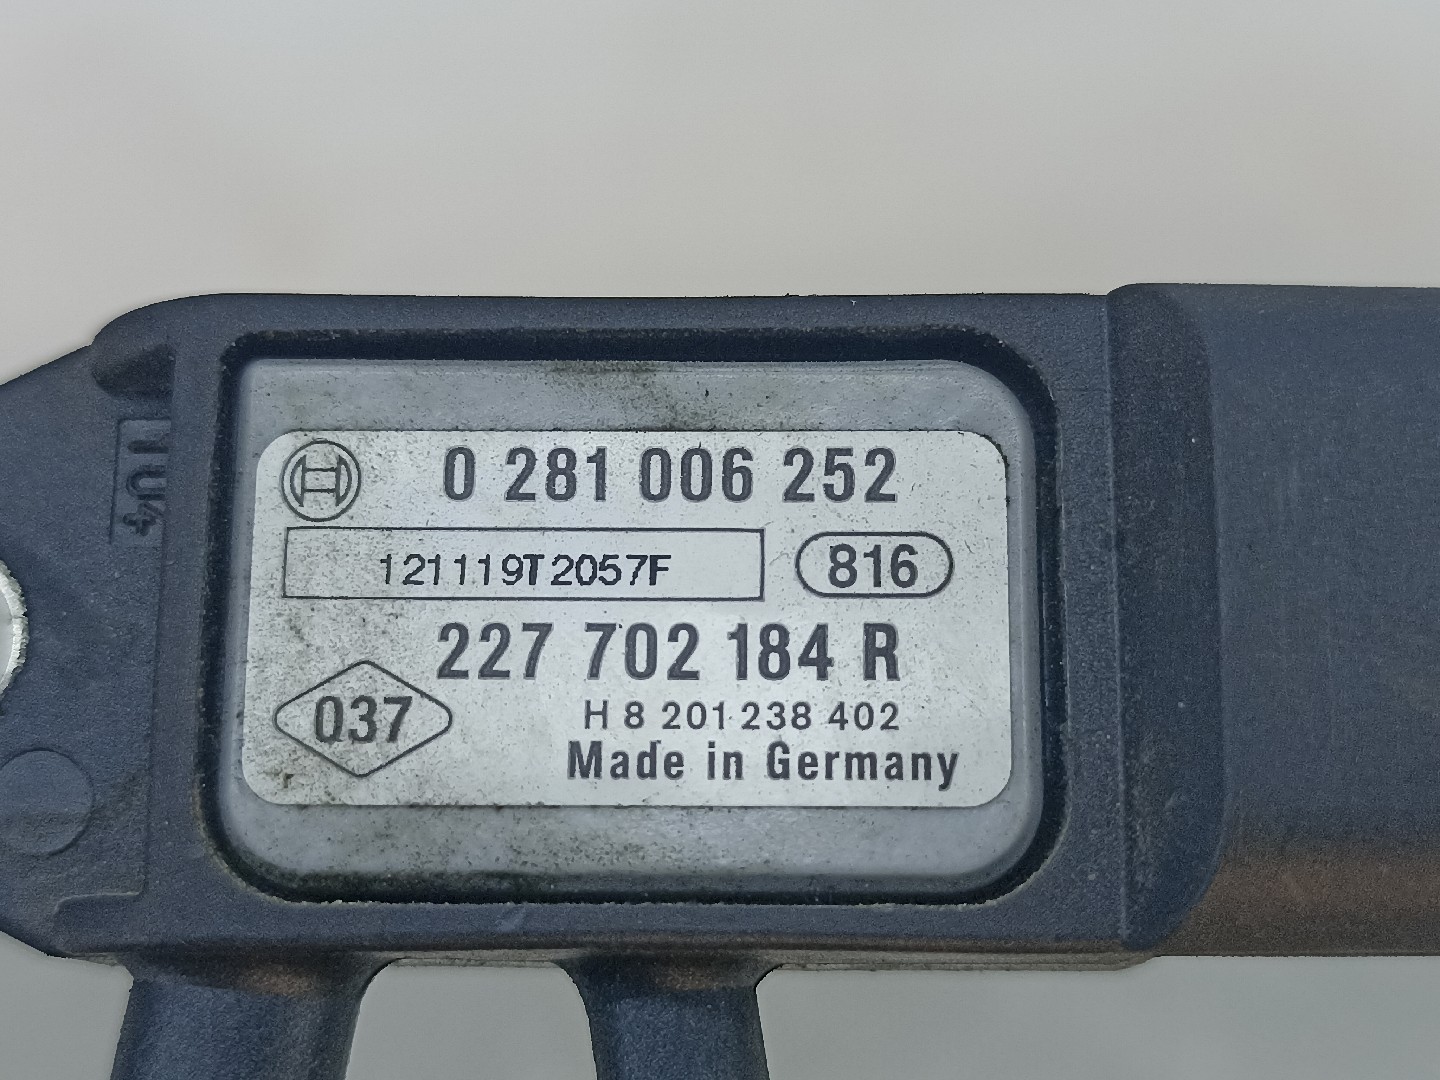 0 281 006 252
121119T2057F 816
227 702 184 R
037
H 8 201 238 402
Made in Germany